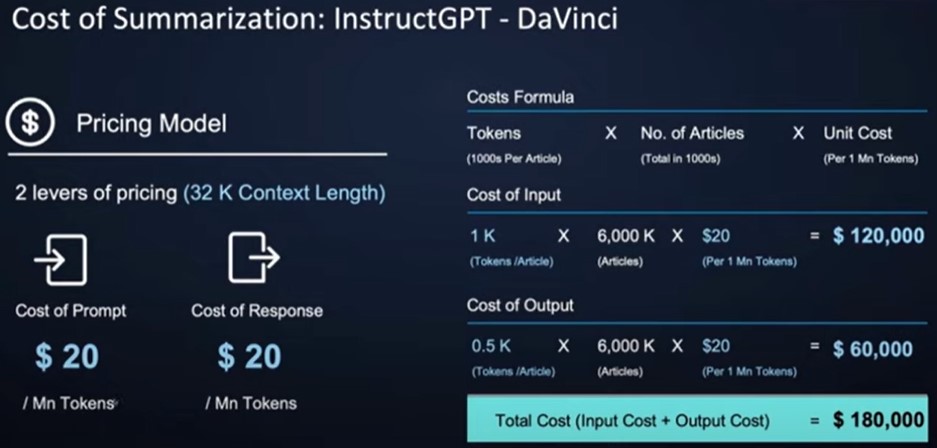 Cost of Summarization: InstructGPT - DaVinci
$ Pricing Model
2 levers of pricing (32 K Context Length)
Cost of Prompt
$ 20
/ Mn Tokens
Cost of Response
$ 20
/ Mn Tokens
Costs Formula
Tokens X No. of Articles X Unit Cost
(1000s Per Article) (Total in 1000s) (Per 1 Mn Tokens)
Cost of Input
1 K X 6,000 K X $20 = $ 120,000
(Tokens /Article) (Articles) (Per 1 Mn Tokens)
Cost of Output
0.5 K X 6,000 K X $20 = $ 60,000
(Tokens /Article) (Articles) (Per 1 Mn Tokens)
Total Cost (Input Cost + Output Cost) = $ 180,000